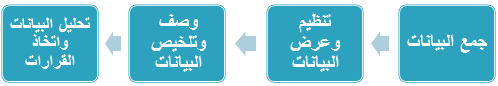 جمع البيانات
تنظيم
وعرض
البيانات
وصف
وتلخيص
البيانات
تحليل البيانات
واتخاذ
القرارات